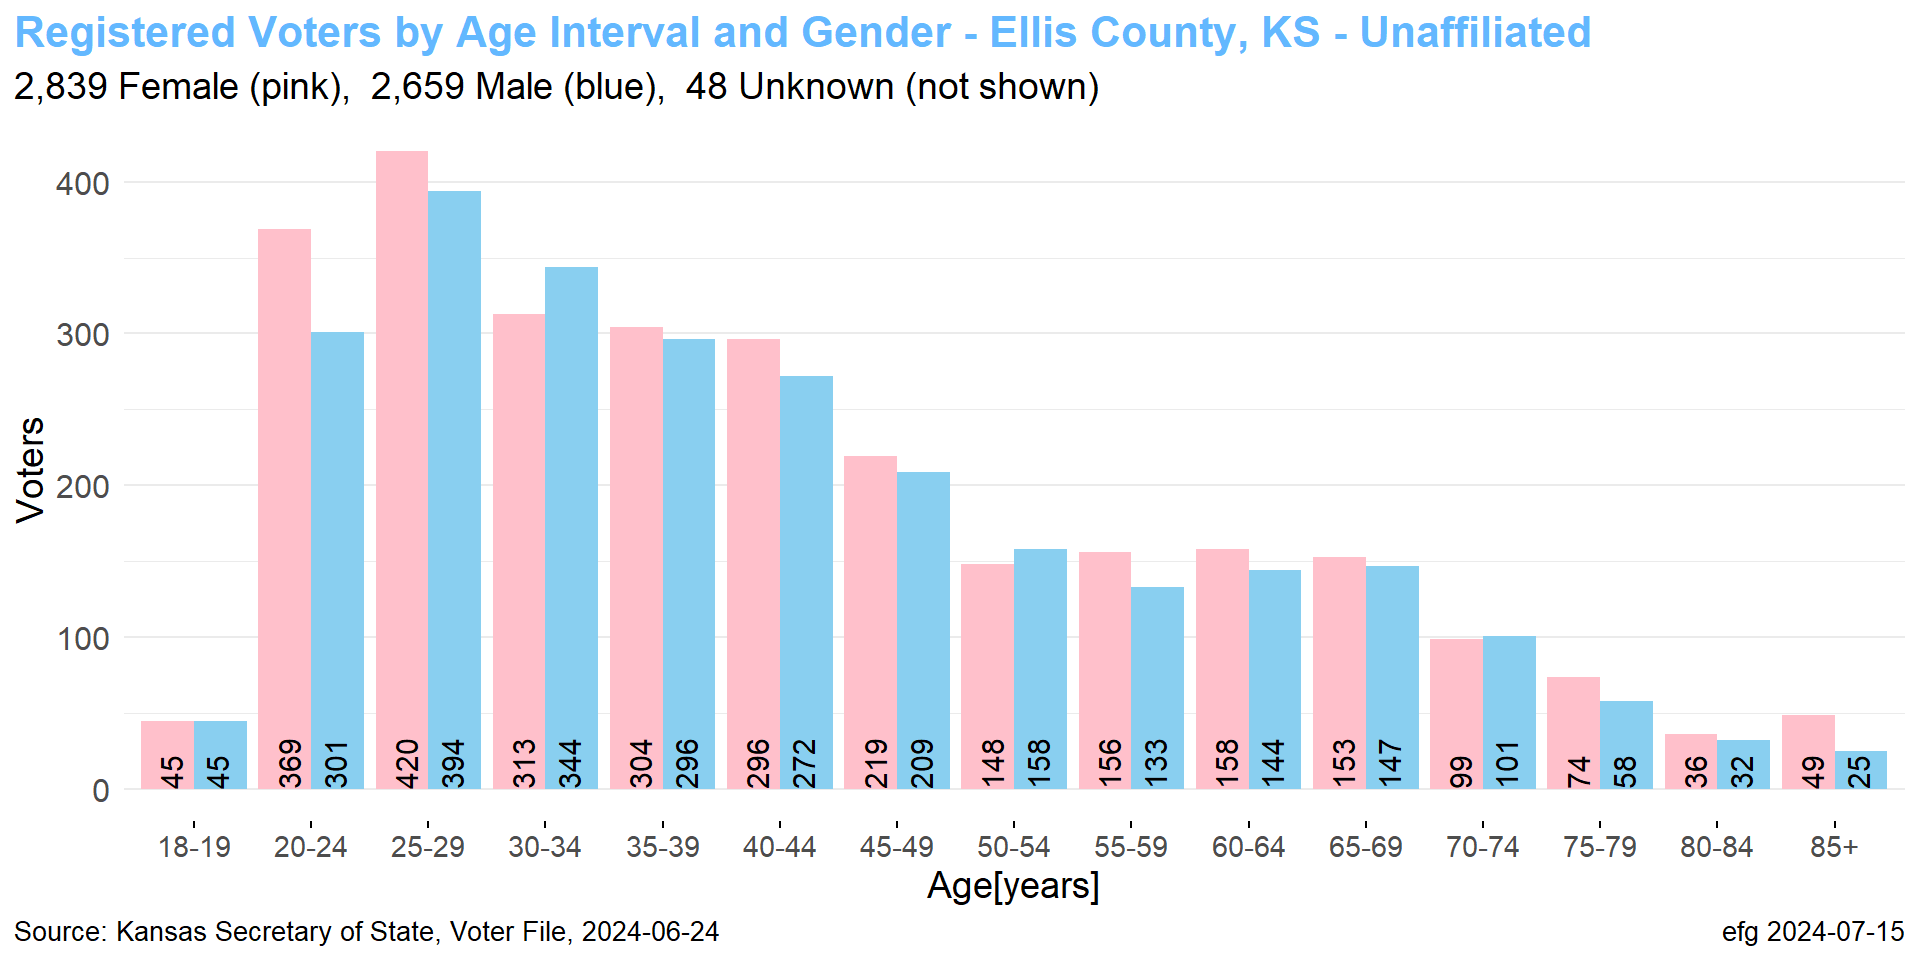 Registered Voters by Age Interval and Gender - Ellis County, KS - Unaffiliated
2,839 Female (pink),  2,659 Male (blue),  48 Unknown (not shown)
Voters
400
300
200
100
0
45 45 369 301 420 394 313 344 304 296 296 272 219 209 148 158 156 133 158 144 153 147 99 101 74 58 36 32 49 25
18-19 20-24 25-29 30-34 35-39 40-44 45-49 50-54 55-59 60-64 65-69 70-74 75-79 80-84 85+
Age[years]
Source: Kansas Secretary of State, Voter File, 2024-06-24
efg 2024-07-15